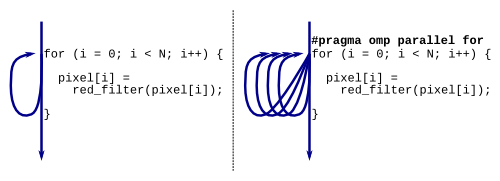 for (i = 0; i < N; i++) {
pixel[i] =
red_filter(pixel[i]);
}
#pragma omp parallel for
for (i = 0; i < N; i++) {
pixel[i] =
red_filter(pixel[i]);
}